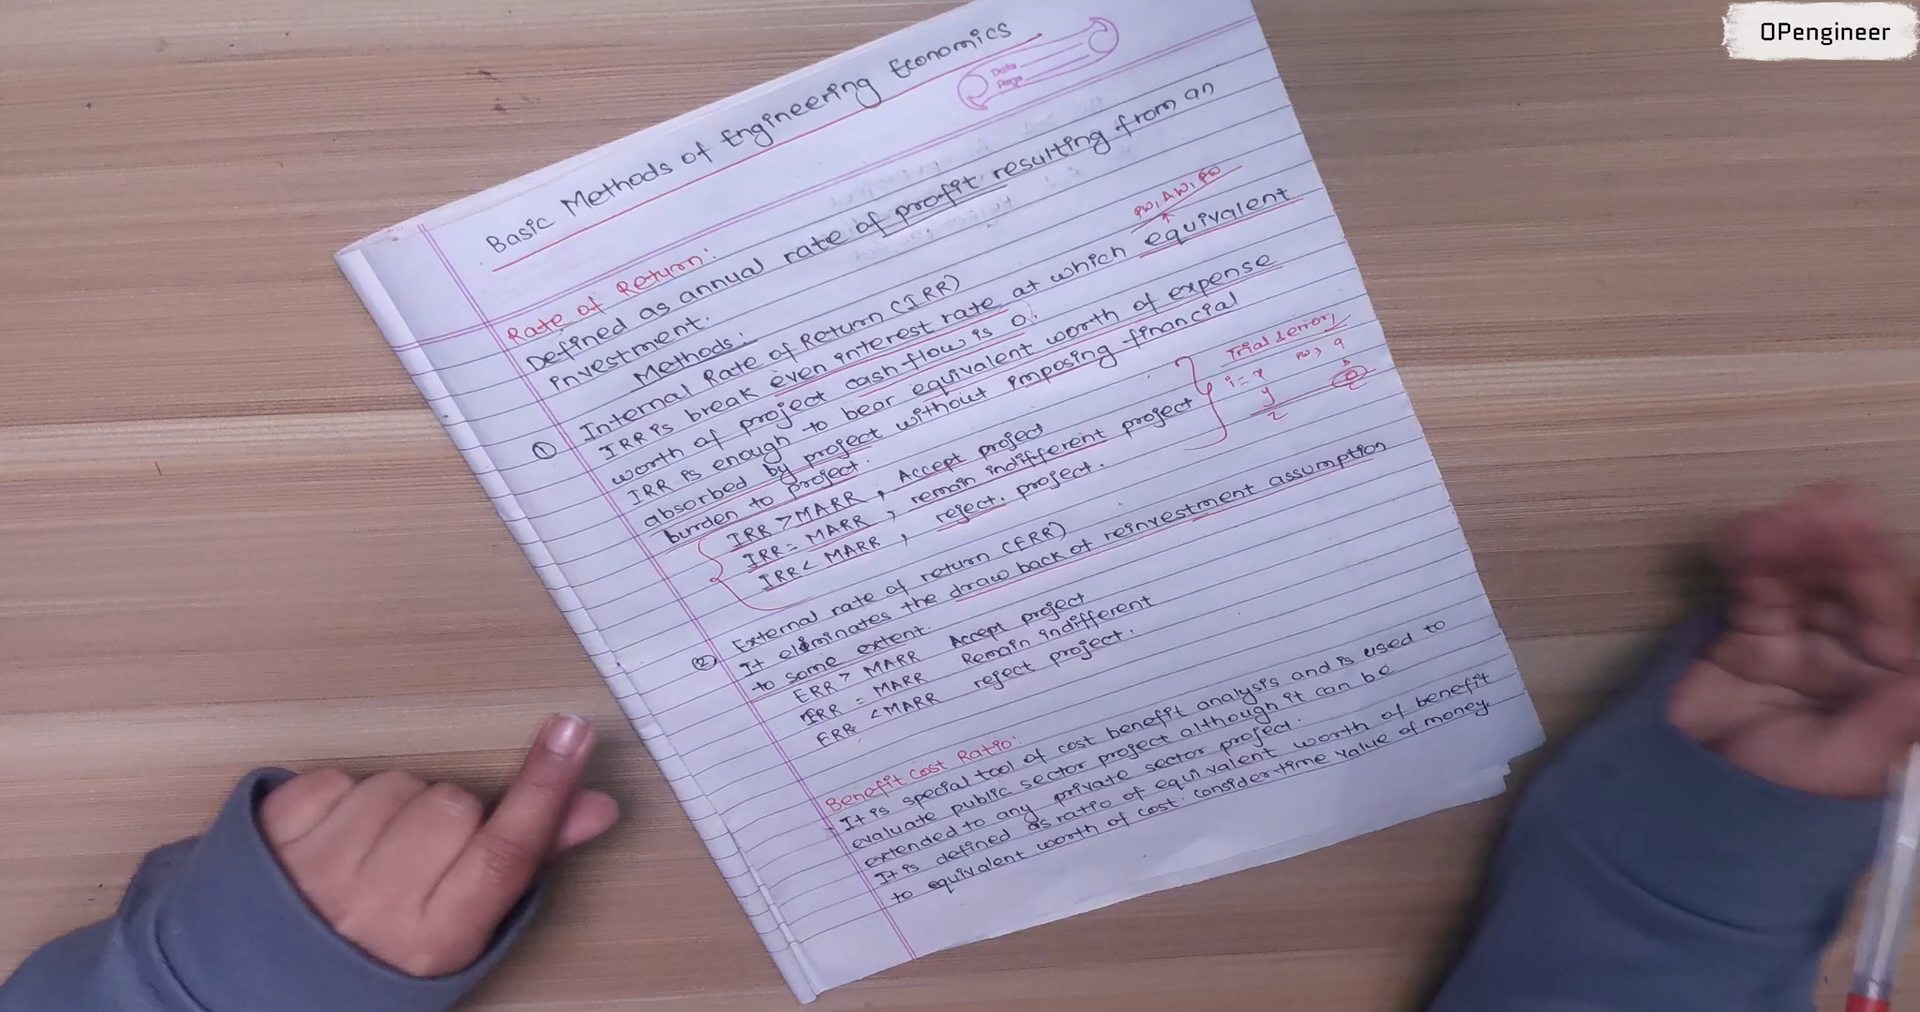 OPengineer
Basic Methods of Engineering Economics
Date
Page
Rate of Return:
Defined as annual rate of profit resulting from an
investment.
Methods:
① Internal Rate of Return (IRR)
PW, AW, FW
IRR is break even interest rate at which equivalent
worth of project cash flow is 0.
IRR is enough to bear equivalent worth of expense
absorbed by project without imposing financial
burden to project.
IRR > MARR , Accept project
IRR = MARR , remain indifferent project
IRR < MARR , reject. project.
Trial & error,
i = x
y
z
② External rate of return (ERR)
It eliminates the draw back of reinvestment assumption
to some extent.
ERR > MARR Accept project
ERR = MARR Remain indifferent
ERR < MARR reject project.
Benefit Cost Ratio:
It is special tool of cost benefit analysis and is used to
evaluate public sector project although it can be
extended to any private sector project.
It is defined as ratio of equivalent worth of benefit
to equivalent worth of cost. consider time value of money.